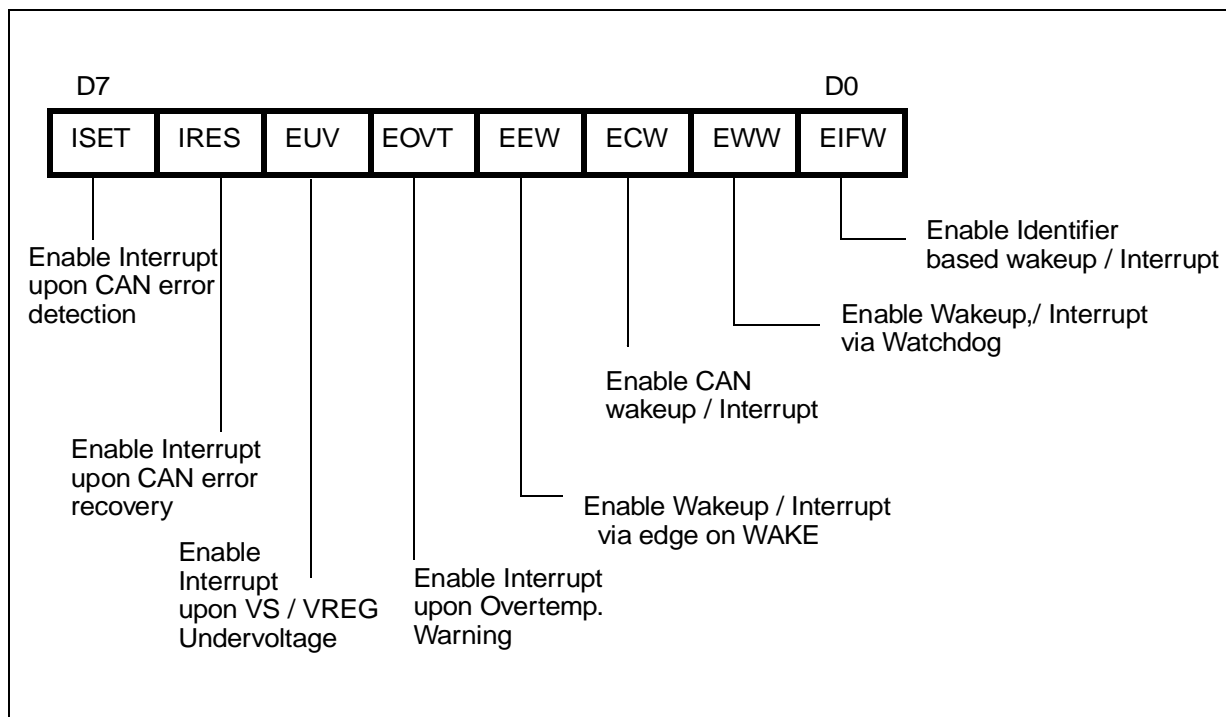 D7 D0
ISET IRES EUV EOVT EEW ECW EWW EIFW
Enable Interrupt
upon CAN error
detection
Enable Interrupt
upon CAN error
recovery
Enable
Interrupt
upon VS / VREG
Undervoltage
Enable Interrupt
upon Overtemp.
Warning
Enable Wakeup / Interrupt
via edge on WAKE
Enable CAN
wakeup / Interrupt
Enable Wakeup,/ Interrupt
via Watchdog
Enable Identifier
based wakeup / Interrupt